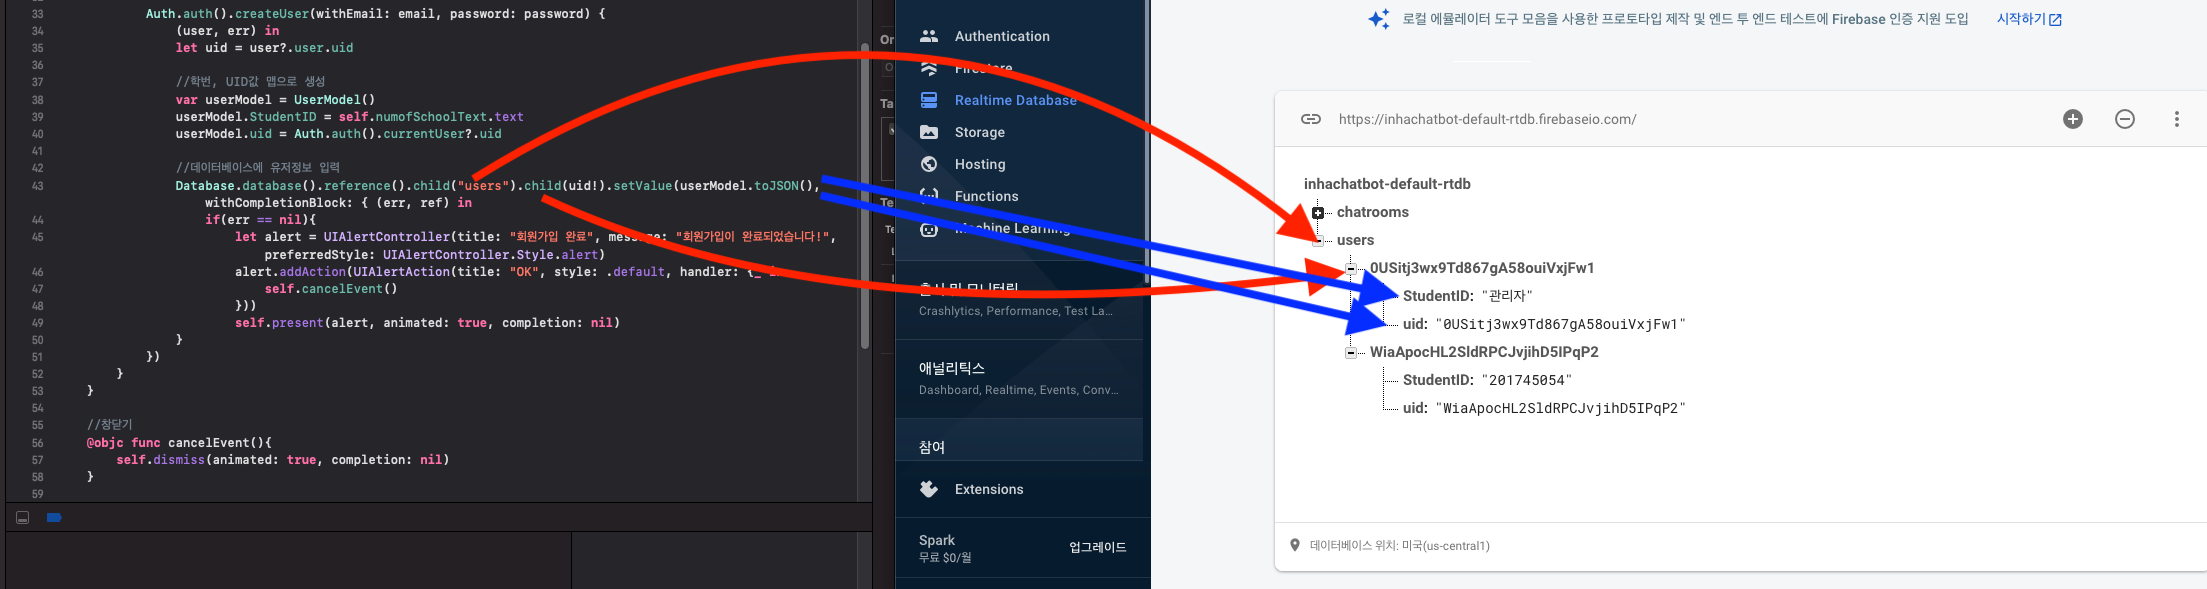 33 Auth.auth().createUser(withEmail: email, password: password) {
34 (user, err) in
35 let uid = user?.user.uid
36
37 //학번, UID값 맵으로 생성
38 var userModel = UserModel()
39 userModel.StudentID = self.numofSchoolText.text
40 userModel.uid = Auth.auth().currentUser?.uid
41
42 //데이터베이스에 유저정보 입력
43 Database.database().reference().child("users").child(uid!).setValue(userModel.toJSON(),
withCompletionBlock: { (err, ref) in
44 if(err == nil){
45 let alert = UIAlertController(title: "회원가입 완료", message: "회원가입이 완료되었습니다!",
preferredStyle: UIAlertController.Style.alert)
46 alert.addAction(UIAlertAction(title: "OK", style: .default, handler: {_
47 self.cancelEvent()
48 }))
49 self.present(alert, animated: true, completion: nil)
50 }
51 })
52 }
53 }
54
55 //창닫기
56 @objc func cancelEvent(){
57 self.dismiss(animated: true, completion: nil)
58 }
59
Or
Ta
Te
Authentication
Firestore
Realtime Database
Storage
Hosting
Functions
Machine Learning
출시 및 모니터링
Crashlytics, Performance, Test La...
애널리틱스
Dashboard, Realtime, Events, Conv...
참여
Extensions
Spark
무료 $0/월
업그레이드
로컬 에뮬레이터 도구 모음을 사용한 프로토타입 제작 및 엔드 투 엔드 테스트에 Firebase 인증 지원 도입 시작하기
https://inhachatbot-default-rtdb.firebaseio.com/
inhachatbot-default-rtdb
chatrooms
users
0USitj3wx9Td867gA58ouiVxjFw1
StudentID: "관리자"
uid: "0USitj3wx9Td867gA58ouiVxjFw1"
WiaApocHL2SldRPCJvjihD5IPqP2
StudentID: "201745054"
uid: "WiaApocHL2SldRPCJvjihD5IPqP2"
데이터베이스 위치: 미국(us-central1)